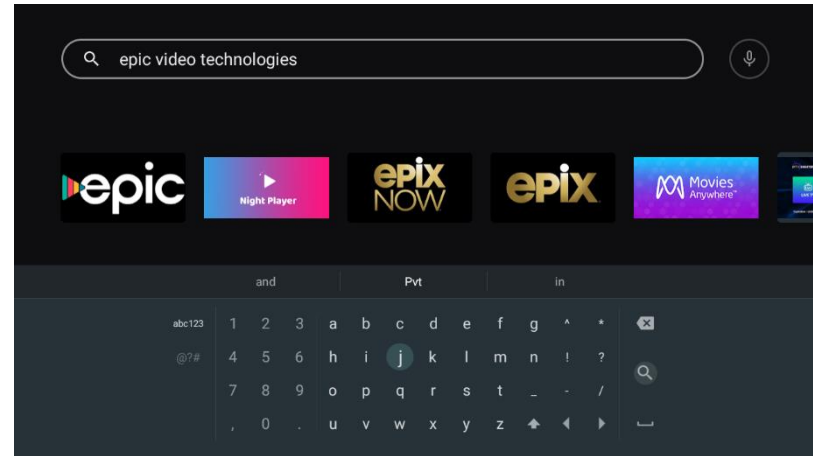 epic video technologies
epic
Night Player
epix NOW
epix
Movies Anywhere™
and Pvt in
abc123 1 2 3 a b c d e f g ^ *
@?# 4 5 6 h i j k l m n ! ?
7 8 9 o p q r s t _ - /
, 0 . u v w x y z